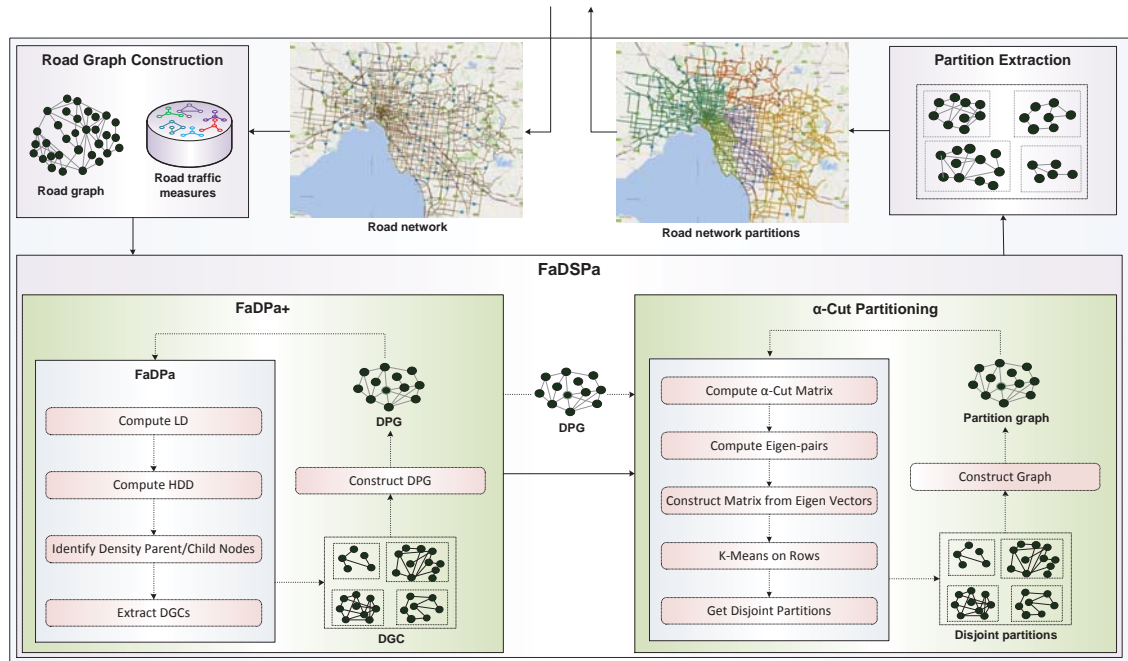 Road Graph Construction
Road graph
Road traffic
measures
Road network
Road network partitions
Partition Extraction
FaDSPa
FaDPa+
FaDPa
Compute LD
Compute HDD
Identify Density Parent/Child Nodes
Extract DGCs
DPG
Construct DPG
DGC
DPG
α-Cut Partitioning
Compute α-Cut Matrix
Compute Eigen-pairs
Construct Matrix from Eigen Vectors
K-Means on Rows
Get Disjoint Partitions
Partition graph
Construct Graph
Disjoint partitions